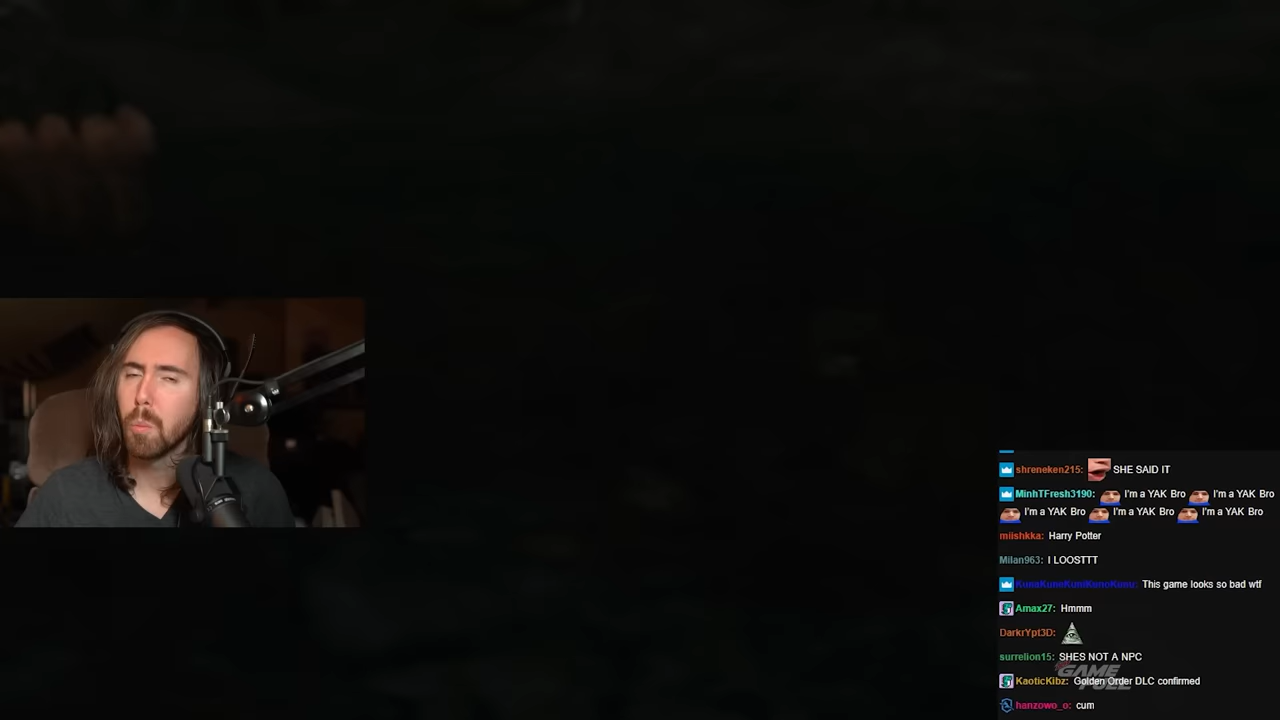 shreneken215: SHE SAID IT
MinhTFresh3190: I'm a YAK Bro I'm a YAK Bro
I'm a YAK Bro I'm a YAK Bro I'm a YAK Bro
miishkka: Harry Potter
Milan963: I LOOSTTT
KunaKunoKumiKunoKunu: This game looks so bad wtf
Amax27: Hmmm
DarkrYpt3D:
surrelion15: SHES NOT A NPC
GAME
KaoticKibz: Golden Order DLC confirmed
hanzowo_o: cum